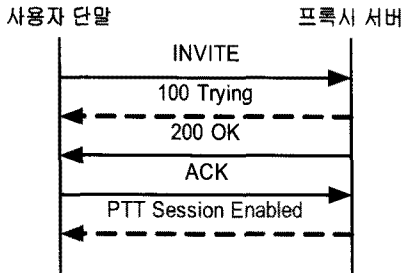 사용자 단말 프록시 서버
INVITE
100 Trying
200 OK
ACK
PTT Session Enabled